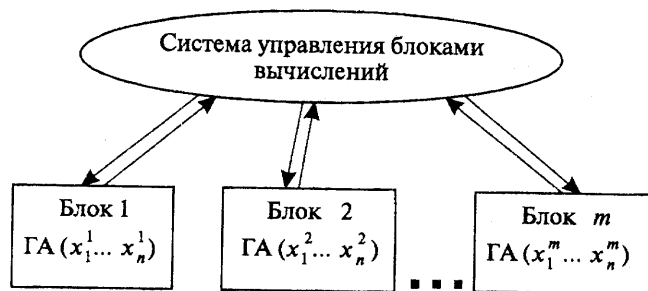 Система управления блоками
вычислений
Блок 1
ГА (x₁¹... xₙ¹)
Блок 2
ГА (x₁²... xₙ²)
...
Блок m
ГА (x₁ᵐ... xₙᵐ)